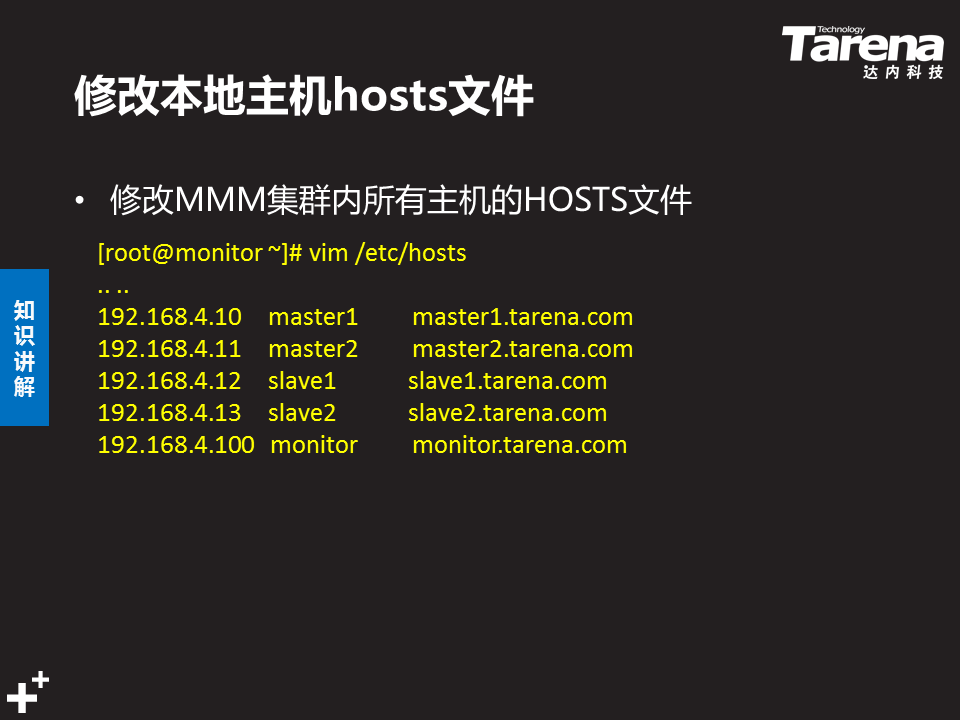 Technology
Tarena
达内科技
修改本地主机hosts文件
• 修改MMM集群内所有主机的HOSTS文件
[root@monitor ~]# vim /etc/hosts
.. ..
192.168.4.10 master1 master1.tarena.com
192.168.4.11 master2 master2.tarena.com
192.168.4.12 slave1 slave1.tarena.com
192.168.4.13 slave2 slave2.tarena.com
192.168.4.100 monitor monitor.tarena.com
知识讲解